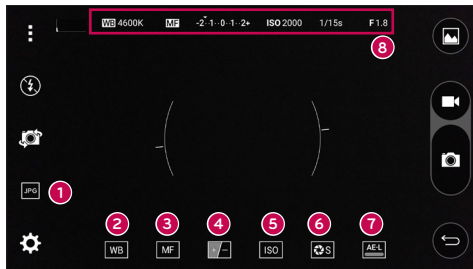 WB 4600K MF -2·1··0··1··2+ ISO 2000 1/15s F 1.8
8
JPG 1
2 3 4 5 6 7
WB MF +/- ISO S AE-L